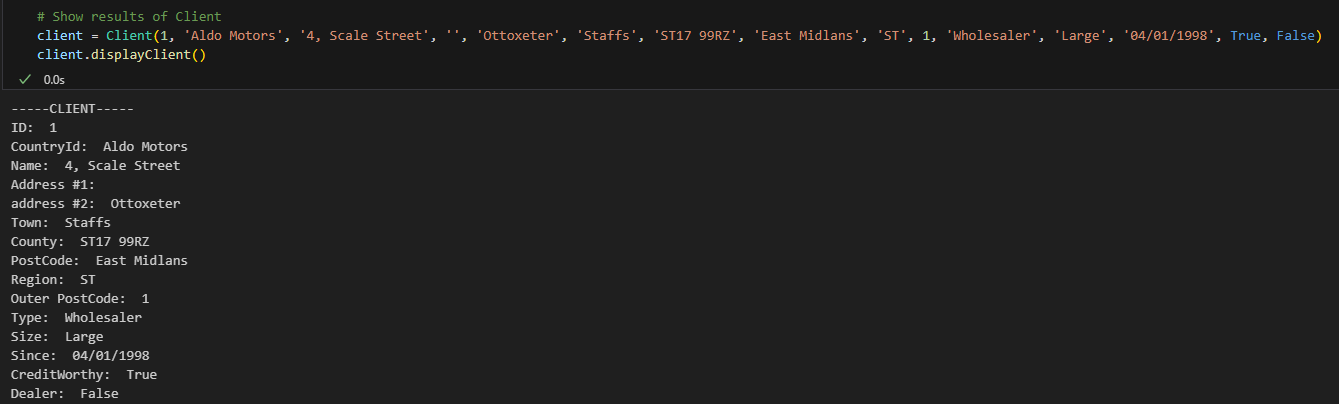 # Show results of Client
client = Client(1, 'Aldo Motors', '4, Scale Street', '', 'Ottoxeter', 'Staffs', 'ST17 99RZ', 'East Midlans', 'ST', 1, 'Wholesaler', 'Large', '04/01/1998', True, False)
client.displayClient()
0.0s
-----CLIENT-----
ID:  1
CountryId:  Aldo Motors
Name:  4, Scale Street
Address #1:
address #2:  Ottoxeter
Town:  Staffs
County:  ST17 99RZ
PostCode:  East Midlans
Region:  ST
Outer PostCode:  1
Type:  Wholesaler
Size:  Large
Since:  04/01/1998
CreditWorthy:  True
Dealer:  False